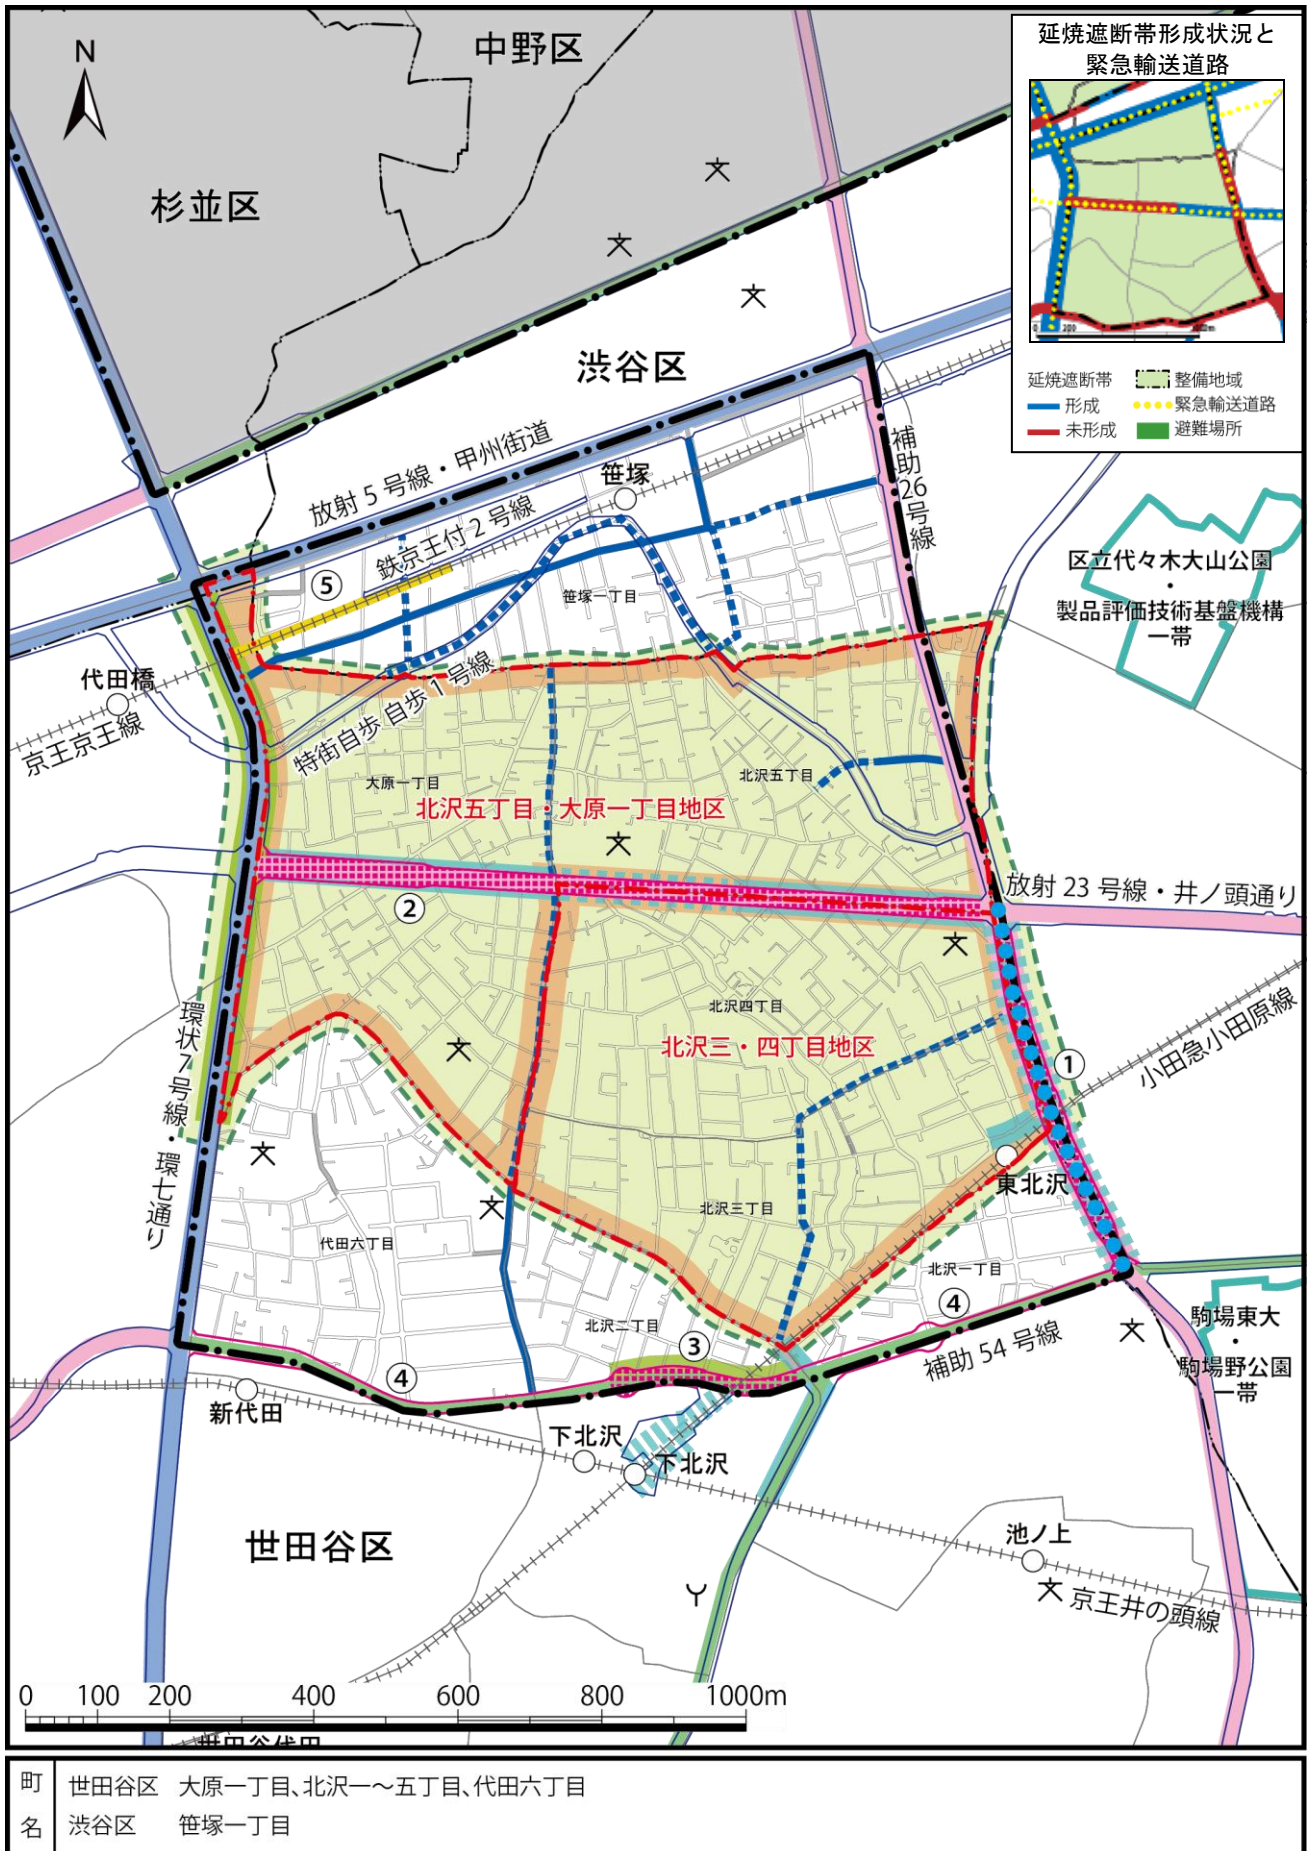 N
中野区
杉並区
渋谷区
延焼遮断帯形成状況と
緊急輸送道路
0 200 1000m
延焼遮断帯
整備地域
形成
緊急輸送道路
未形成
避難場所
放射5号線・甲州街道
鉄京王付2号線
笹塚
補助26号線
⑤
笹塚一丁目
区立代々木大山公園
・
製品評価技術基盤機構
一帯
代田橋
京王京王線
特街自歩自歩1号線
大原一丁目
北沢五丁目
北沢五丁目・大原一丁目地区
②
放射23号線・井ノ頭通り
北沢四丁目
北沢三・四丁目地区
環状7号線・環七通り
①
小田急小田原線
東北沢
北沢三丁目
代田六丁目
北沢一丁目
④
北沢二丁目
③
補助54号線
駒場東大
・
駒場野公園
一帯
④
新代田
下北沢
下北沢
世田谷区
池ノ上
京王井の頭線
0 100 200 400 600 800 1000m
世田谷代田
町名
世田谷区 大原一丁目、北沢一～五丁目、代田六丁目
渋谷区 笹塚一丁目